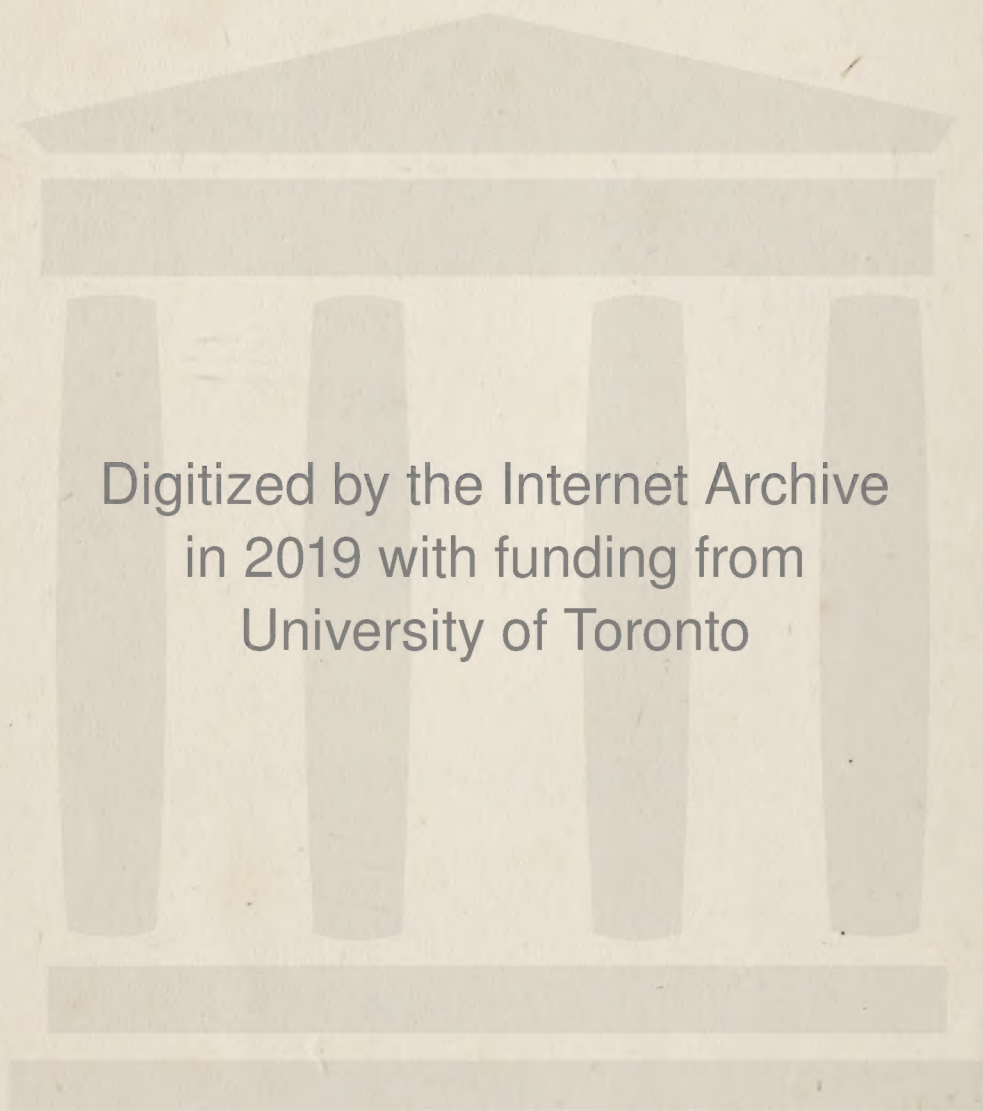 Digitized by the Internet Archive
in 2019 with funding from
University of Toronto